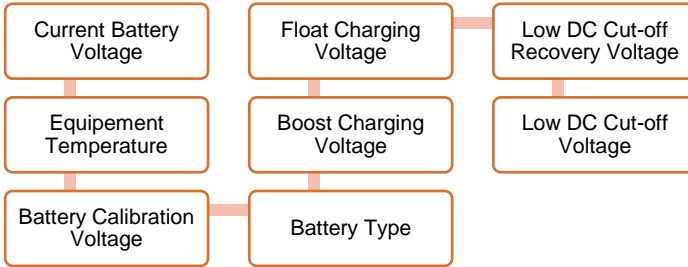 Current Battery
Voltage
Equipement
Temperature
Battery Calibration
Voltage
Battery Type
Boost Charging
Voltage
Float Charging
Voltage
Low DC Cut-off
Recovery Voltage
Low DC Cut-off
Voltage